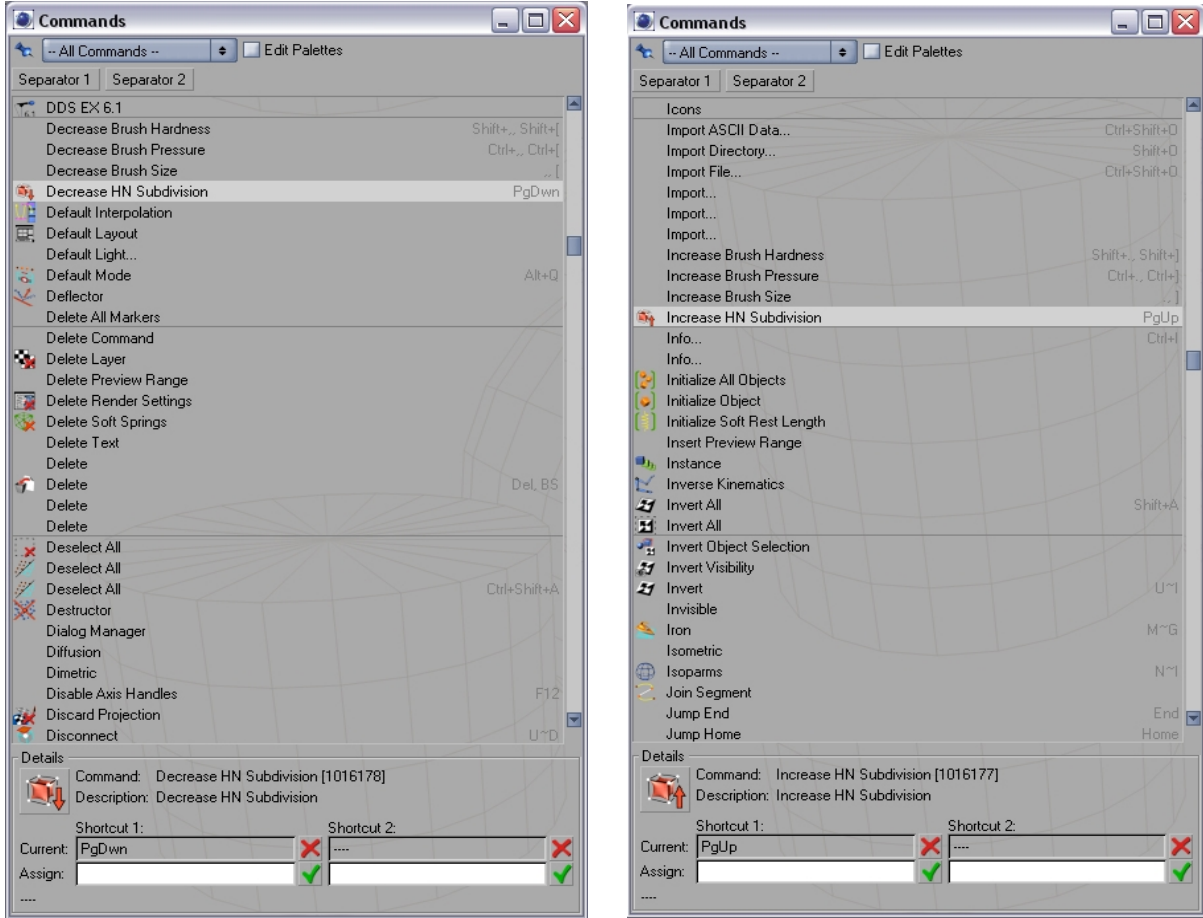 Commands
-- All Commands --
Edit Palettes
Separator 1 Separator 2
DDS EX 6.1
Decrease Brush Hardness Shift+,, Shift+[
Decrease Brush Pressure Ctrl+,, Ctrl+[
Decrease Brush Size ,, [
Decrease HN Subdivision PgDwn
Default Interpolation
Default Layout
Default Light...
Default Mode Alt+Q
Deflector
Delete All Markers
Delete Command
Delete Layer
Delete Preview Range
Delete Render Settings
Delete Soft Springs
Delete Text
Delete
Delete Del, BS
Delete
Delete
Deselect All
Deselect All
Deselect All Ctrl+Shift+A
Destructor
Dialog Manager
Diffusion
Dimetric
Disable Axis Handles F12
Discard Projection
Disconnect U~D
Details
Command: Decrease HN Subdivision [1016178]
Description: Decrease HN Subdivision
Shortcut 1: Shortcut 2:
Current: PgDwn ----
Assign:
----
Commands
-- All Commands --
Edit Palettes
Separator 1 Separator 2
Icons
Import ASCII Data... Ctrl+Shift+O
Import Directory... Shift+O
Import File... Ctrl+Shift+O
Import...
Import...
Import...
Increase Brush Hardness Shift+., Shift+]
Increase Brush Pressure Ctrl+., Ctrl+]
Increase Brush Size ., ]
Increase HN Subdivision PgUp
Info... Ctrl+I
Info...
Initialize All Objects
Initialize Object
Initialize Soft Rest Length
Insert Preview Range
Instance
Inverse Kinematics
Invert All Shift+A
Invert All
Invert Object Selection
Invert Visibility
Invert U~I
Invisible
Iron M~G
Isometric
Isoparms N~I
Join Segment
Jump End End
Jump Home Home
Details
Command: Increase HN Subdivision [1016177]
Description: Increase HN Subdivision
Shortcut 1: Shortcut 2:
Current: PgUp ----
Assign:
----